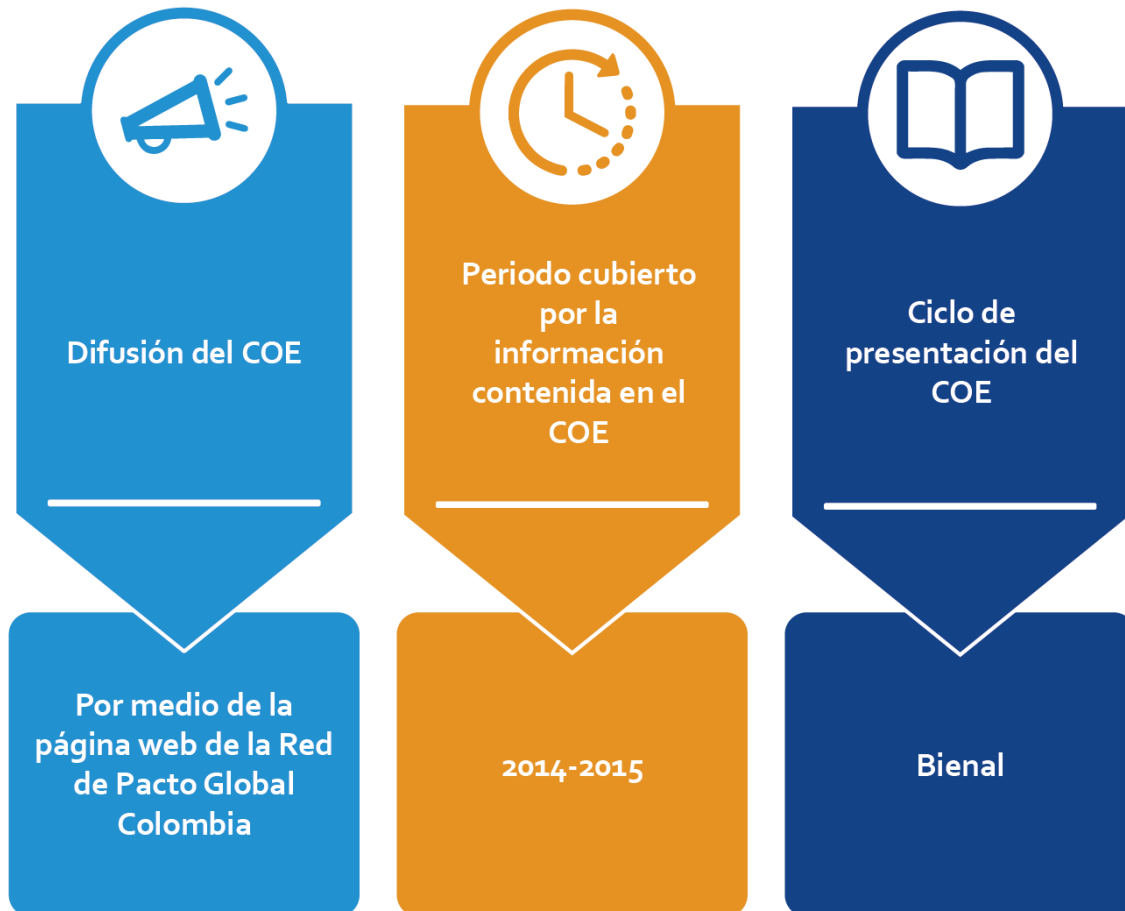 Difusión del COE
Periodo cubierto
por la
información
contenida en el
COE
Ciclo de
presentación del
COE
Por medio de la
página web de la Red
de Pacto Global
Colombia
2014-2015
Bienal